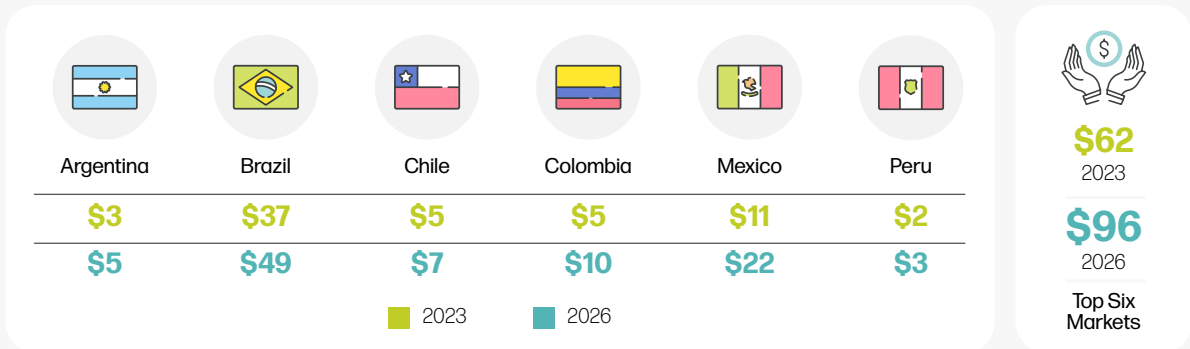 Argentina Brazil Chile Colombia Mexico Peru
$3 $37 $5 $5 $11 $2
$5 $49 $7 $10 $22 $3
2023 2026
$
$62
2023
$96
2026
Top Six
Markets